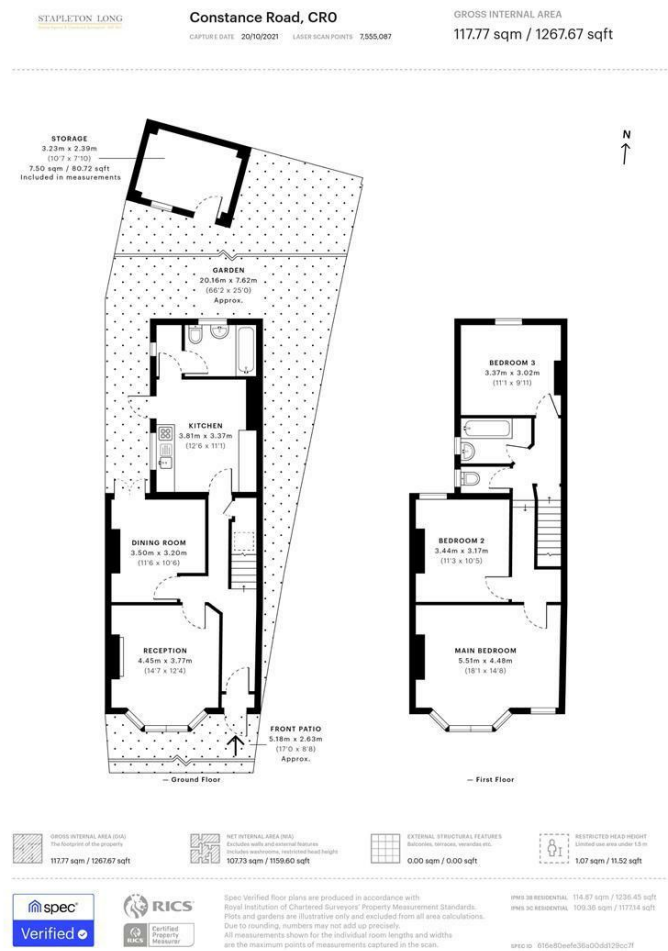 STAPLETON LONG
Constance Road, CR0
CAPTURE DATE 20/10/2021 LASER SCAN POINTS 7,555,087
GROSS INTERNAL AREA
117.77 sqm / 1267.67 sqft
N
STORAGE
3.23m x 2.39m
(10'7 x 7'10)
7.50 sqm / 80.72 sqft
Included in measurements
GARDEN
20.16m x 7.62m
(66'2 x 25'0)
Approx.
KITCHEN
3.81m x 3.37m
(12'6 x 11'1)
DINING ROOM
3.50m x 3.20m
(11'6 x 10'6)
RECEPTION
4.45m x 3.77m
(14'7 x 12'4)
FRONT PATIO
5.18m x 2.63m
(17'0 x 8'8)
Approx.
— Ground Floor
BEDROOM 3
3.37m x 3.02m
(11'1 x 9'11)
BEDROOM 2
3.44m x 3.17m
(11'3 x 10'5)
MAIN BEDROOM
5.51m x 4.48m
(18'1 x 14'8)
— First Floor
GROSS INTERNAL AREA (GIA)
The footprint of the property
117.77 sqm / 1267.67 sqft
NET INTERNAL AREA (NIA)
Excludes walls and external features
Includes washrooms, restricted head height
107.73 sqm / 1159.60 sqft
EXTERNAL STRUCTURAL FEATURES
Balconies, terraces, verandas etc.
0.00 sqm / 0.00 sqft
RESTRICTED HEAD HEIGHT
Limited use area under 1.5 m
1.07 sqm / 11.52 sqft
spec
Verified
RICS
Certified
Property
Measurer
Spec Verified floor plans are produced in accordance with
Royal Institution of Chartered Surveyors' Property Measurement Standards.
Plots and gardens are illustrative only and excluded from all area calculations.
Due to rounding, numbers may not add up precisely.
All measurements shown for the individual room lengths and widths
are the maximum points of measurements captured in the scan.
IPMS 3B RESIDENTIAL 114.87 sqm / 1236.45 sqft
IPMS 3C RESIDENTIAL 109.36 sqm / 1177.14 sqft
SPEC ID